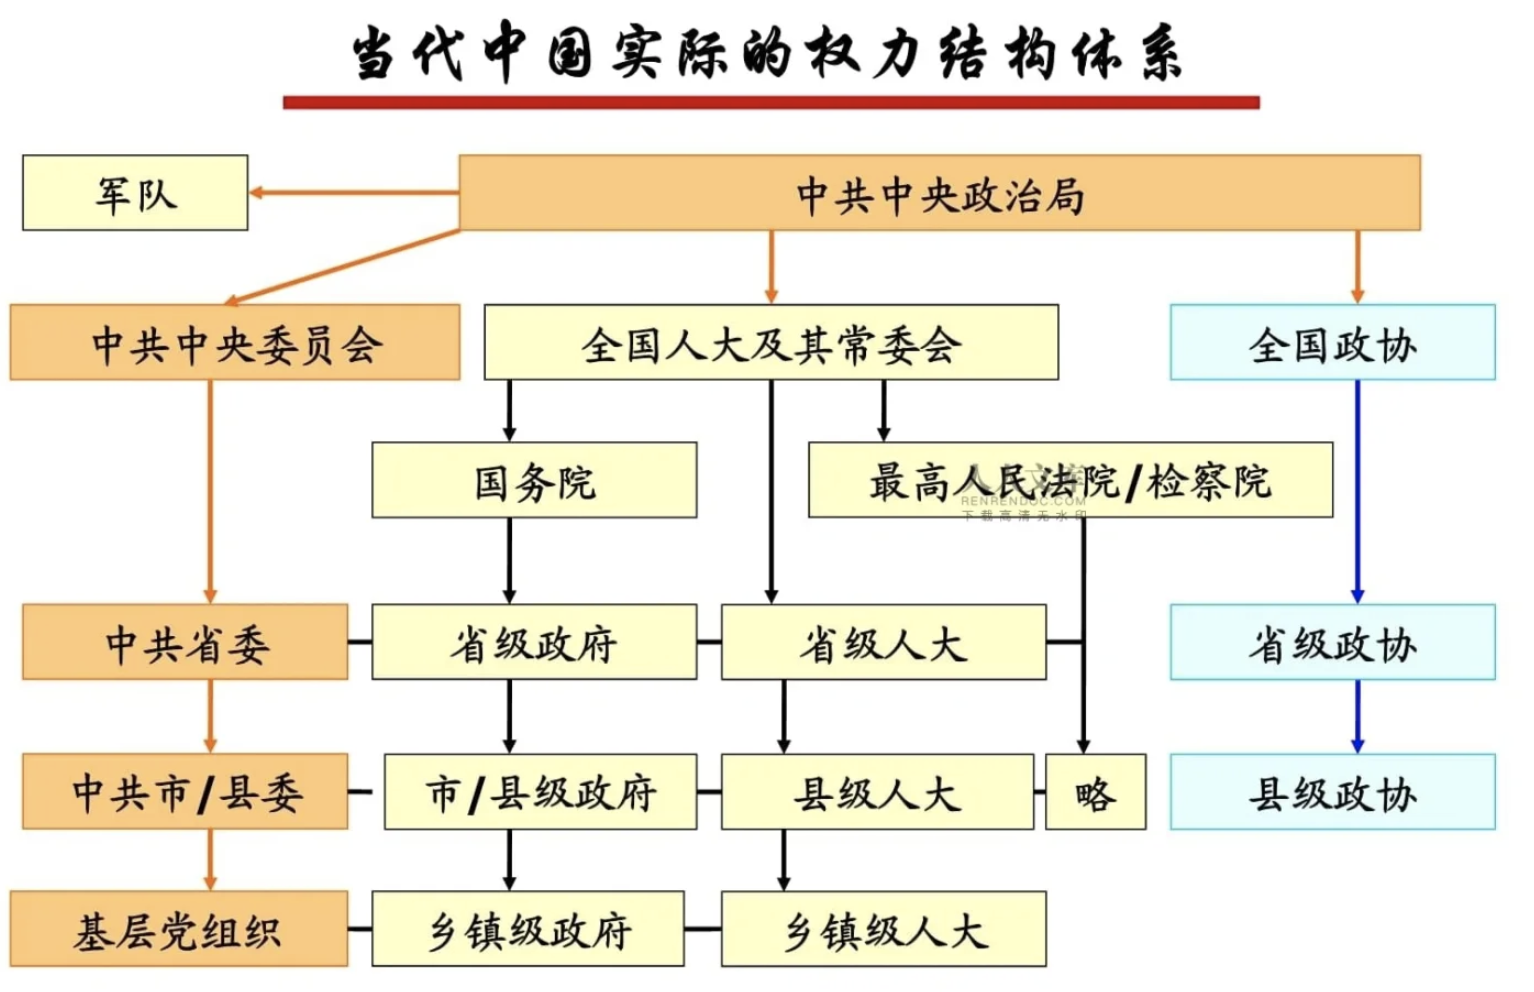 当代中国实际的权力结构体系
军队
中共中央政治局
中共中央委员会
全国人大及其常委会
全国政协
国务院
最高人民法院/检察院
人人文库
RENRENDOC.COM
下载高清无水印
中共省委
省级政府
省级人大
省级政协
中共市/县委
市/县级政府
县级人大
略
县级政协
基层党组织
乡镇级政府
乡镇级人大